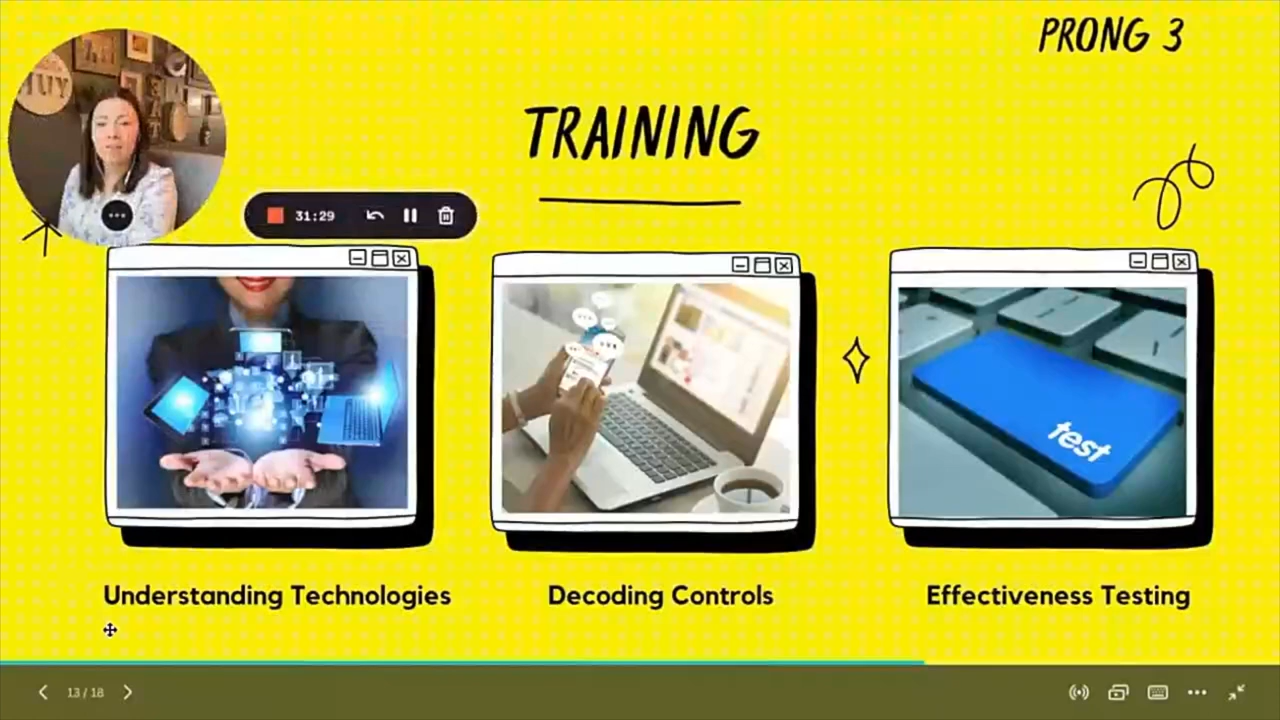 PRONG 3
TRAINING
31:29
test
Understanding Technologies
Decoding Controls
Effectiveness Testing
13 / 18